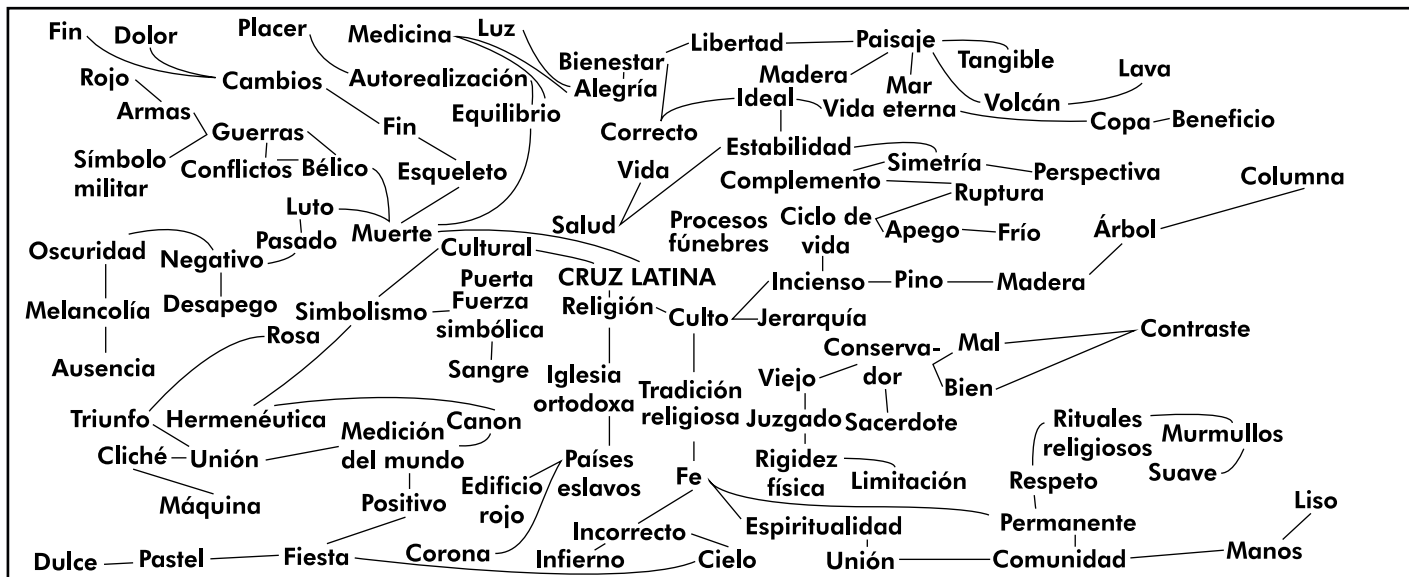 Fin
Dolor
Placer
Medicina
Luz
Bienestar
Libertad
Paisaje
Tangible
Rojo
Cambios
Autorealización
Alegría
Madera
Mar
Lava
Armas
Equilibrio
Ideal
Vida eterna
Volcán
Guerras
Fin
Correcto
Copa
Beneficio
Símbolo
militar
Conflictos
Bélico
Esqueleto
Vida
Estabilidad
Simetría
Perspectiva
Complemento
Ruptura
Columna
Luto
Salud
Procesos
fúnebres
Ciclo de
vida
Apego
Frío
Árbol
Oscuridad
Negativo
Pasado
Muerte
Cultural
Puerta
CRUZ LATINA
Incienso
Pino
Madera
Melancolía
Desapego
Simbolismo
Fuerza
simbólica
Religión
Culto
Jerarquía
Rosa
Sangre
Conserva-
dor
Mal
Contraste
Ausencia
Iglesia
ortodoxa
Tradición
religiosa
Viejo
Bien
Triunfo
Hermenéutica
Canon
Juzgado
Sacerdote
Rituales
religiosos
Murmullos
Cliché
Unión
Medición
del mundo
Países
eslavos
Fe
Rigidez
física
Limitación
Respeto
Suave
Máquina
Positivo
Edificio
rojo
Liso
Incorrecto
Espiritualidad
Permanente
Dulce
Pastel
Fiesta
Corona
Infierno
Cielo
Unión
Comunidad
Manos